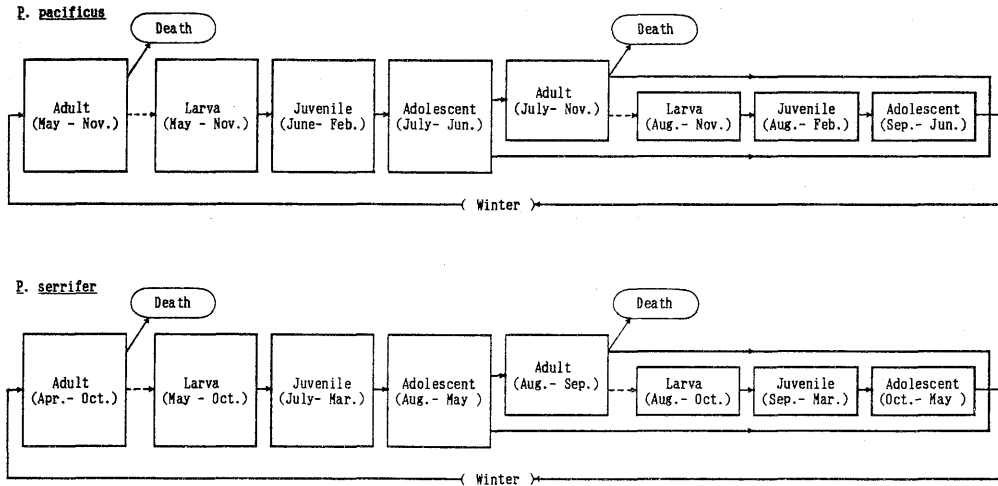 P. pacificus
Death
Death
Adult
(May - Nov.)
Larva
(May - Nov.)
Juvenile
(June- Feb.)
Adolescent
(July- Jun.)
Adult
(July- Nov.)
Larva
(Aug.- Nov.)
Juvenile
(Aug.- Feb.)
Adolescent
(Sep.- Jun.)
( Winter )
P. serrifer
Death
Death
Adult
(Apr.- Oct.)
Larva
(May - Oct.)
Juvenile
(July- Mar.)
Adolescent
(Aug.- May )
Adult
(Aug.- Sep.)
Larva
(Aug.- Oct.)
Juvenile
(Sep.- Mar.)
Adolescent
(Oct.- May )
( Winter )